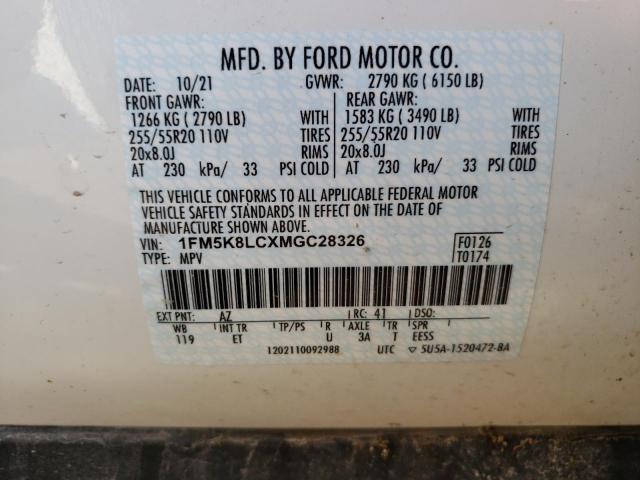 MFD. BY FORD MOTOR CO.
DATE: 10/21 GVWR: 2790 KG ( 6150 LB)
FRONT GAWR: REAR GAWR:
1266 KG ( 2790 LB) WITH 1583 KG ( 3490 LB) WITH
255/55R20 110V TIRES 255/55R20 110V TIRES
20x8.0J RIMS 20x8.0J RIMS
AT 230 kPa/ 33 PSI COLD AT 230 kPa/ 33 PSI COLD
THIS VEHICLE CONFORMS TO ALL APPLICABLE FEDERAL MOTOR
VEHICLE SAFETY STANDARDS IN EFFECT ON THE DATE OF
MANUFACTURE SHOWN ABOVE.
VIN: 1FM5K8LCXMGC28326 F0126
TYPE: MPV T0174
EXT PNT: AZ RC: 41 DSO:
WB INT TR TP/PS R AXLE TR SPR
119 ET U 3A T EESS
1202110092988 UTC ▽ 5U5A-1520472-BA